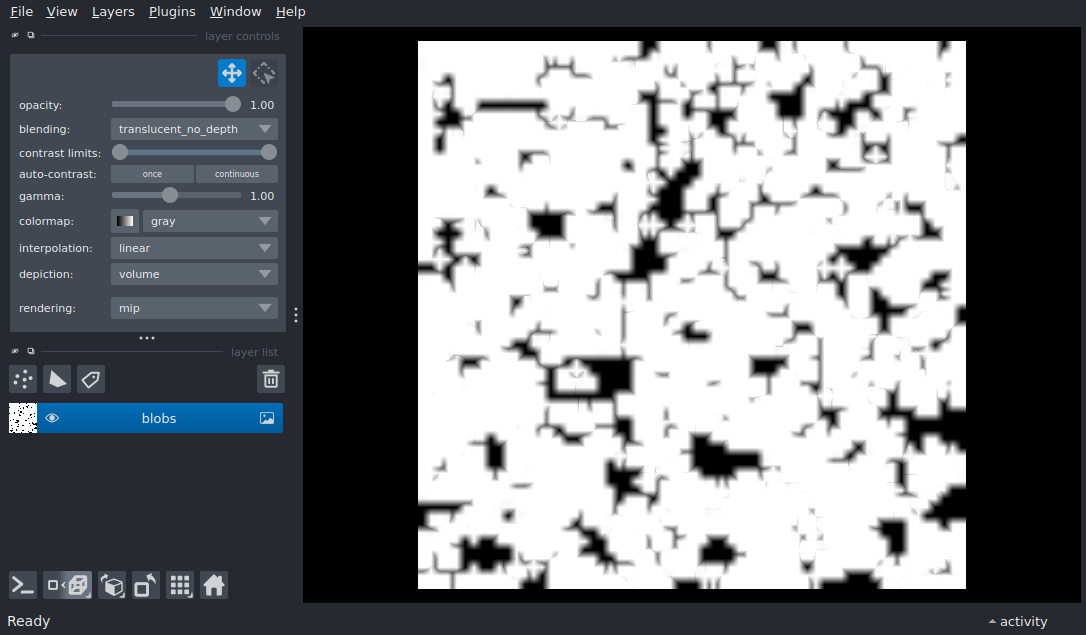 File View Layers Plugins Window Help
layer controls
opacity: 1.00
blending: translucent_no_depth
contrast limits:
auto-contrast: once continuous
gamma: 1.00
colormap: gray
interpolation: linear
depiction: volume
rendering: mip
layer list
blobs
Ready activity